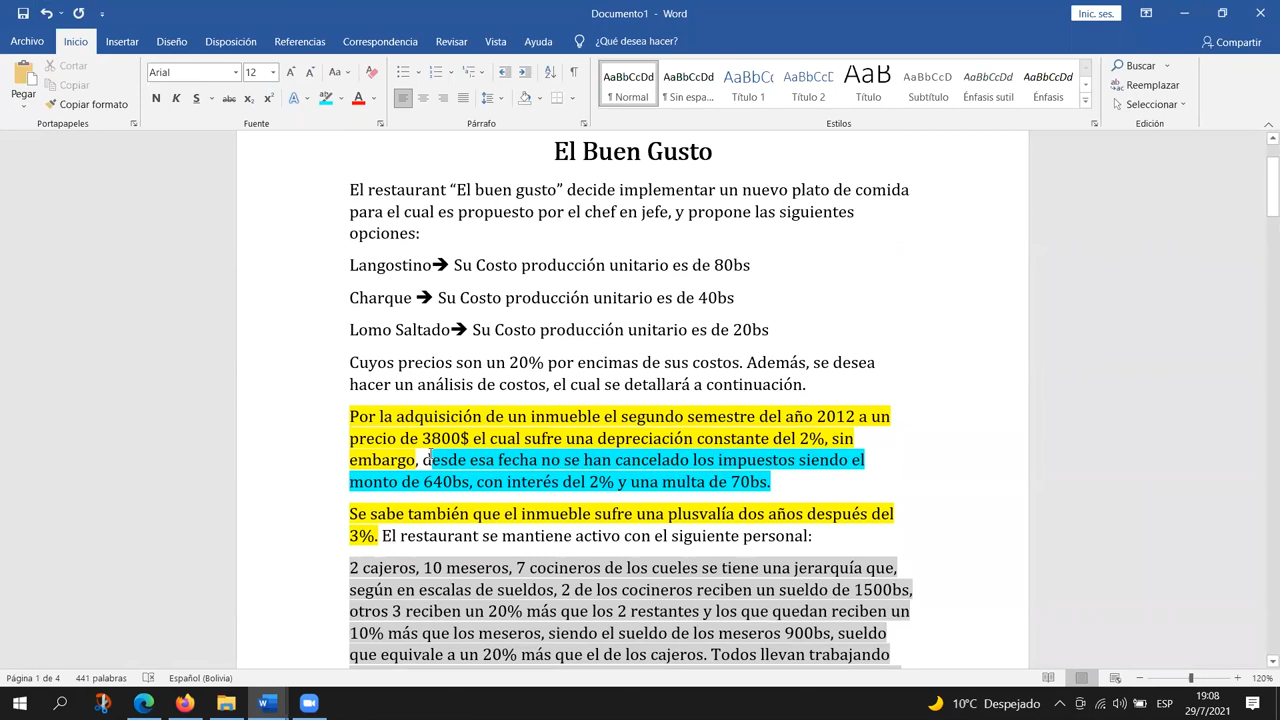 Documento1 - Word
Inic. ses.
Archivo Inicio Insertar Diseño Disposición Referencias Correspondencia Revisar Vista Ayuda ¿Qué desea hacer? Compartir
Pegar
Cortar
Copiar
Copiar formato
Portapapeles
Arial 12
Aa
N K S abc x₂ x²
Fuente
Párrafo
AaBbCcDd AaBbCcDd AaBbCc AaBbCcD AaB AaBbCcDd AaBbCcDd AaBbCcDd
¶ Normal ¶ Sin espa... Título 1 Título 2 Título Subtítulo Énfasis sutil Énfasis
Estilos
Buscar
Reemplazar
Seleccionar
Edición
El Buen Gusto
El restaurant “El buen gusto” decide implementar un nuevo plato de comida
para el cual es propuesto por el chef en jefe, y propone las siguientes
opciones:
Langostino➔ Su Costo producción unitario es de 80bs
Charque ➔ Su Costo producción unitario es de 40bs
Lomo Saltado➔ Su Costo producción unitario es de 20bs
Cuyos precios son un 20% por encimas de sus costos. Además, se desea
hacer un análisis de costos, el cual se detallará a continuación.
Por la adquisición de un inmueble el segundo semestre del año 2012 a un
precio de 3800$ el cual sufre una depreciación constante del 2%, sin
embargo, desde esa fecha no se han cancelado los impuestos siendo el
monto de 640bs, con interés del 2% y una multa de 70bs.
Se sabe también que el inmueble sufre una plusvalía dos años después del
3%. El restaurant se mantiene activo con el siguiente personal:
2 cajeros, 10 meseros, 7 cocineros de los cueles se tiene una jerarquía que,
según en escalas de sueldos, 2 de los cocineros reciben un sueldo de 1500bs,
otros 3 reciben un 20% más que los 2 restantes y los que quedan reciben un
10% más que los meseros, siendo el sueldo de los meseros 900bs, sueldo
que equivale a un 20% más que el de los cajeros. Todos llevan trabajando
Página 1 de 4 441 palabras Español (Bolivia) 120%
10°C Despejado ESP 19:08
29/7/2021